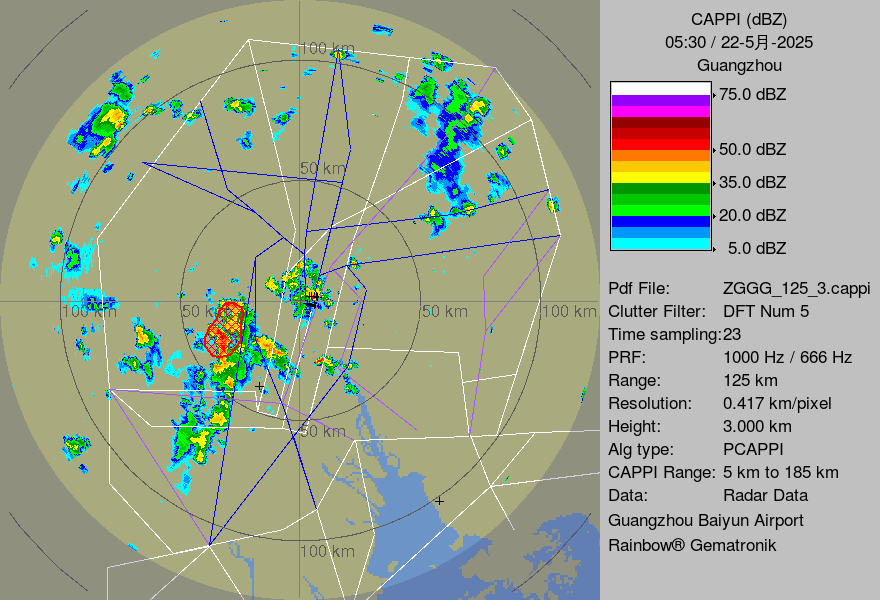 CAPPI (dBZ)
05:30 / 22-5月-2025
Guangzhou
75.0 dBZ
50.0 dBZ
35.0 dBZ
20.0 dBZ
5.0 dBZ
Pdf File: ZGGG_125_3.cappi
Clutter Filter: DFT Num 5
Time sampling:23
PRF: 1000 Hz / 666 Hz
Range: 125 km
Resolution: 0.417 km/pixel
Height: 3.000 km
Alg type: PCAPPI
CAPPI Range: 5 km to 185 km
Data: Radar Data
Guangzhou Baiyun Airport
Rainbow® Gematronik
100 km
50 km
100 km
50 km
50 km
100 km
50 km
100 km